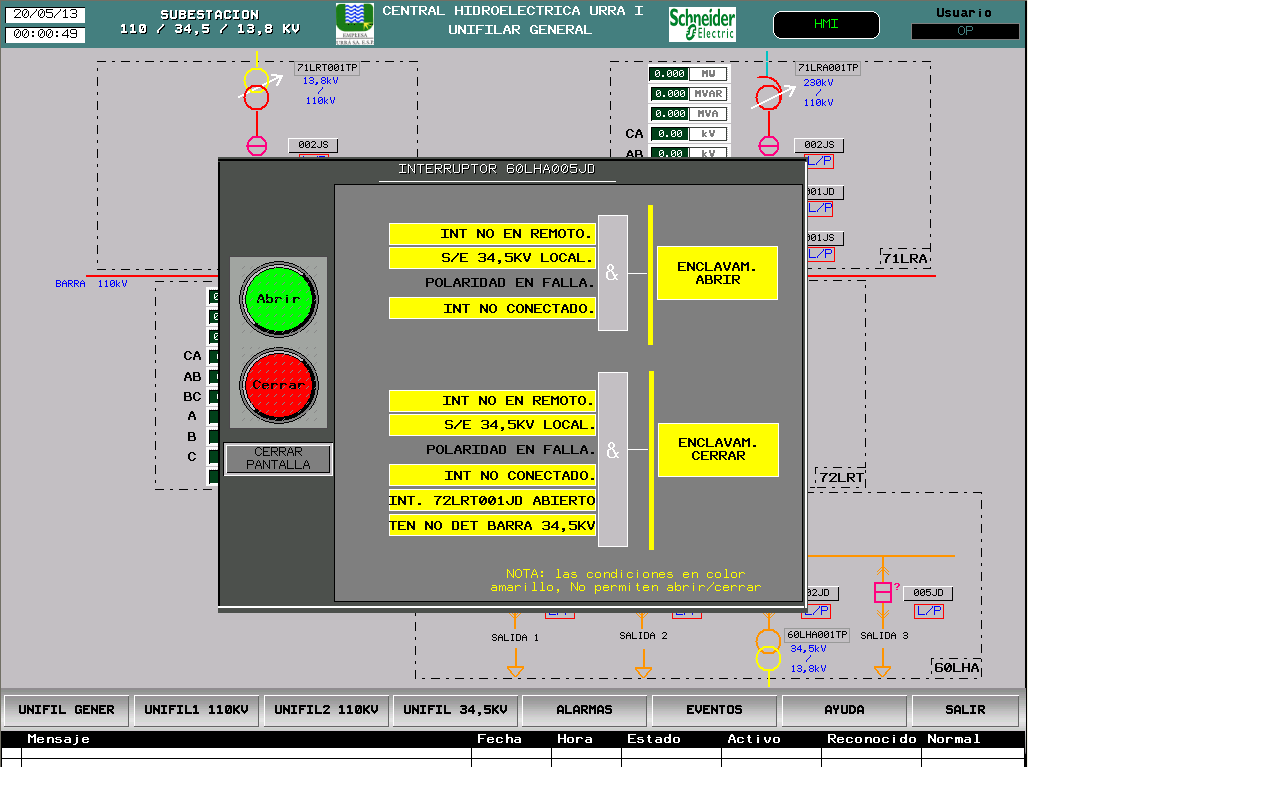 20/05/13
00:00:49
SUBESTACION
110 / 34,5 / 13,8 KV
EMPRESA
URRÁ S.A. E.S.P.
CENTRAL HIDROELECTRICA URRA I
UNIFILAR GENERAL
Schneider
Electric
HMI
Usuario
OP
71LRT001TP
13,8kV
/
110kV
002JS
0.000 MW
0.000 MVAR
0.000 MVA
CA 0.00 kV
AB 0.00 kV
71LRA001TP
230kV
/
110kV
002JS
L/P
001JD
L/P
001JS
L/P
71LRA
BARRA 110kV
CA
AB
BC
A
B
C
INTERRUPTOR 60LHA005JD
Abrir
Cerrar
CERRAR
PANTALLA
INT NO EN REMOTO.
S/E 34,5KV LOCAL.
POLARIDAD EN FALLA.
INT NO CONECTADO.
&
ENCLAVAM.
ABRIR
INT NO EN REMOTO.
S/E 34,5KV LOCAL.
POLARIDAD EN FALLA.
INT NO CONECTADO.
INT. 72LRT001JD ABIERTO
TEN NO DET BARRA 34,5KV
&
ENCLAVAM.
CERRAR
NOTA: las condiciones en color
amarillo, No permiten abrir/cerrar
72LRT
02JD
L/P
?
005JD
L/P
SALIDA 1
SALIDA 2
60LHA001TP
34,5kV
/
13,8kV
SALIDA 3
60LHA
UNIFIL GENER
UNIFIL1 110KV
UNIFIL2 110KV
UNIFIL 34,5KV
ALARMAS
EVENTOS
AYUDA
SALIR
Mensaje Fecha Hora Estado Activo Reconocido Normal